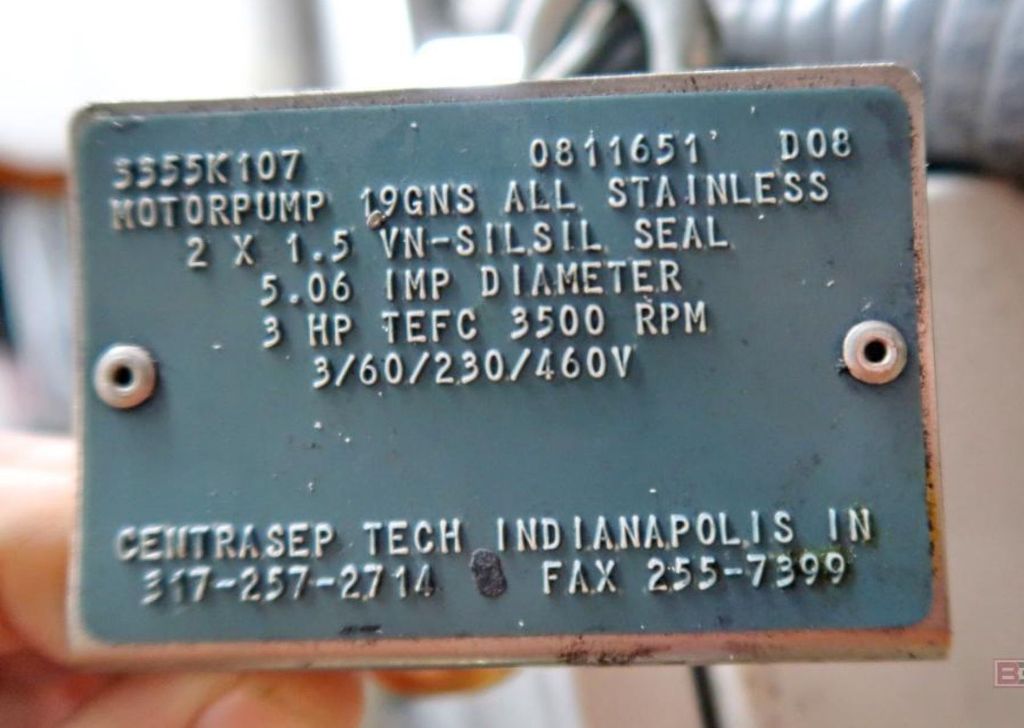 S355K107 0811651 D08
MOTORPUMP 19GNS ALL STAINLESS
2 X 1.5 VN-SILSIL SEAL
5.06 IMP DIAMETER
3 HP TEFC 3500 RPM
3/60/230/460V
CENTRASEP TECH INDIANAPOLIS IN
317-257-2714 FAX 255-7399